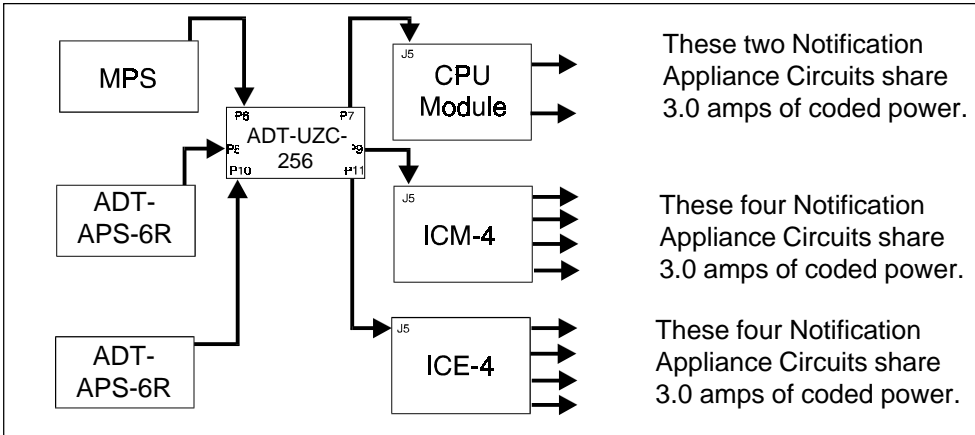 MPS
J5
CPU
Module
These two Notification
Appliance Circuits share
3.0 amps of coded power.
P6
P7
P8
ADT-UZC-
256
P9
P10
P11
ADT-
APS-6R
J5
ICM-4
These four Notification
Appliance Circuits share
3.0 amps of coded power.
ADT-
APS-6R
J5
ICE-4
These four Notification
Appliance Circuits share
3.0 amps of coded power.